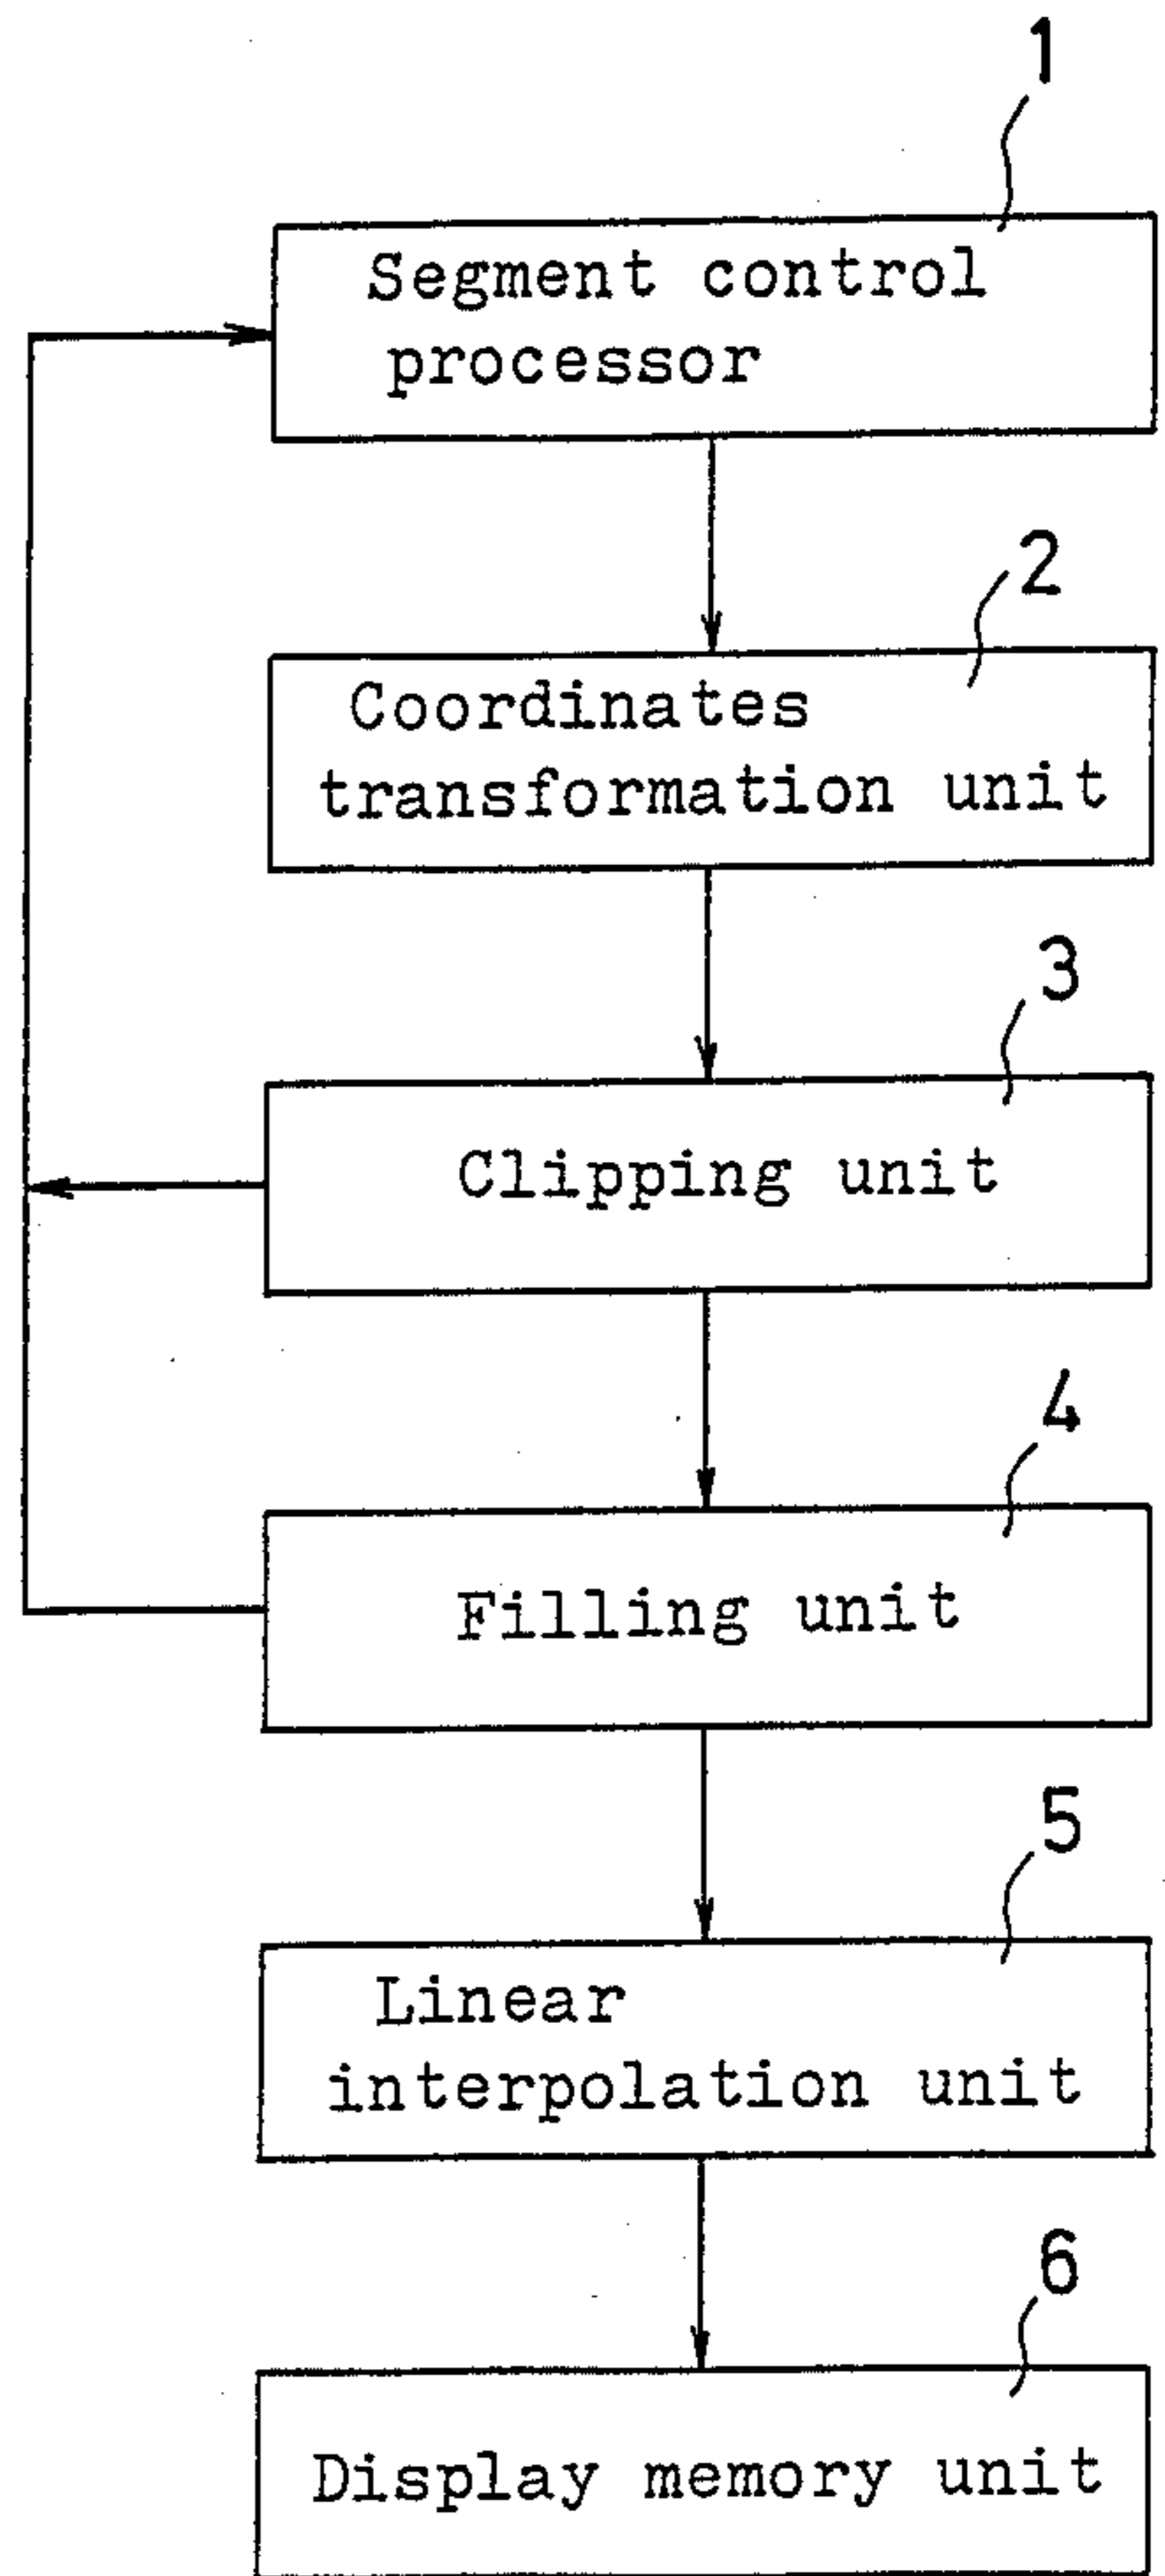 1
Segment control
processor
2
Coordinates
transformation unit
3
Clipping unit
4
Filling unit
5
Linear
interpolation unit
6
Display memory unit